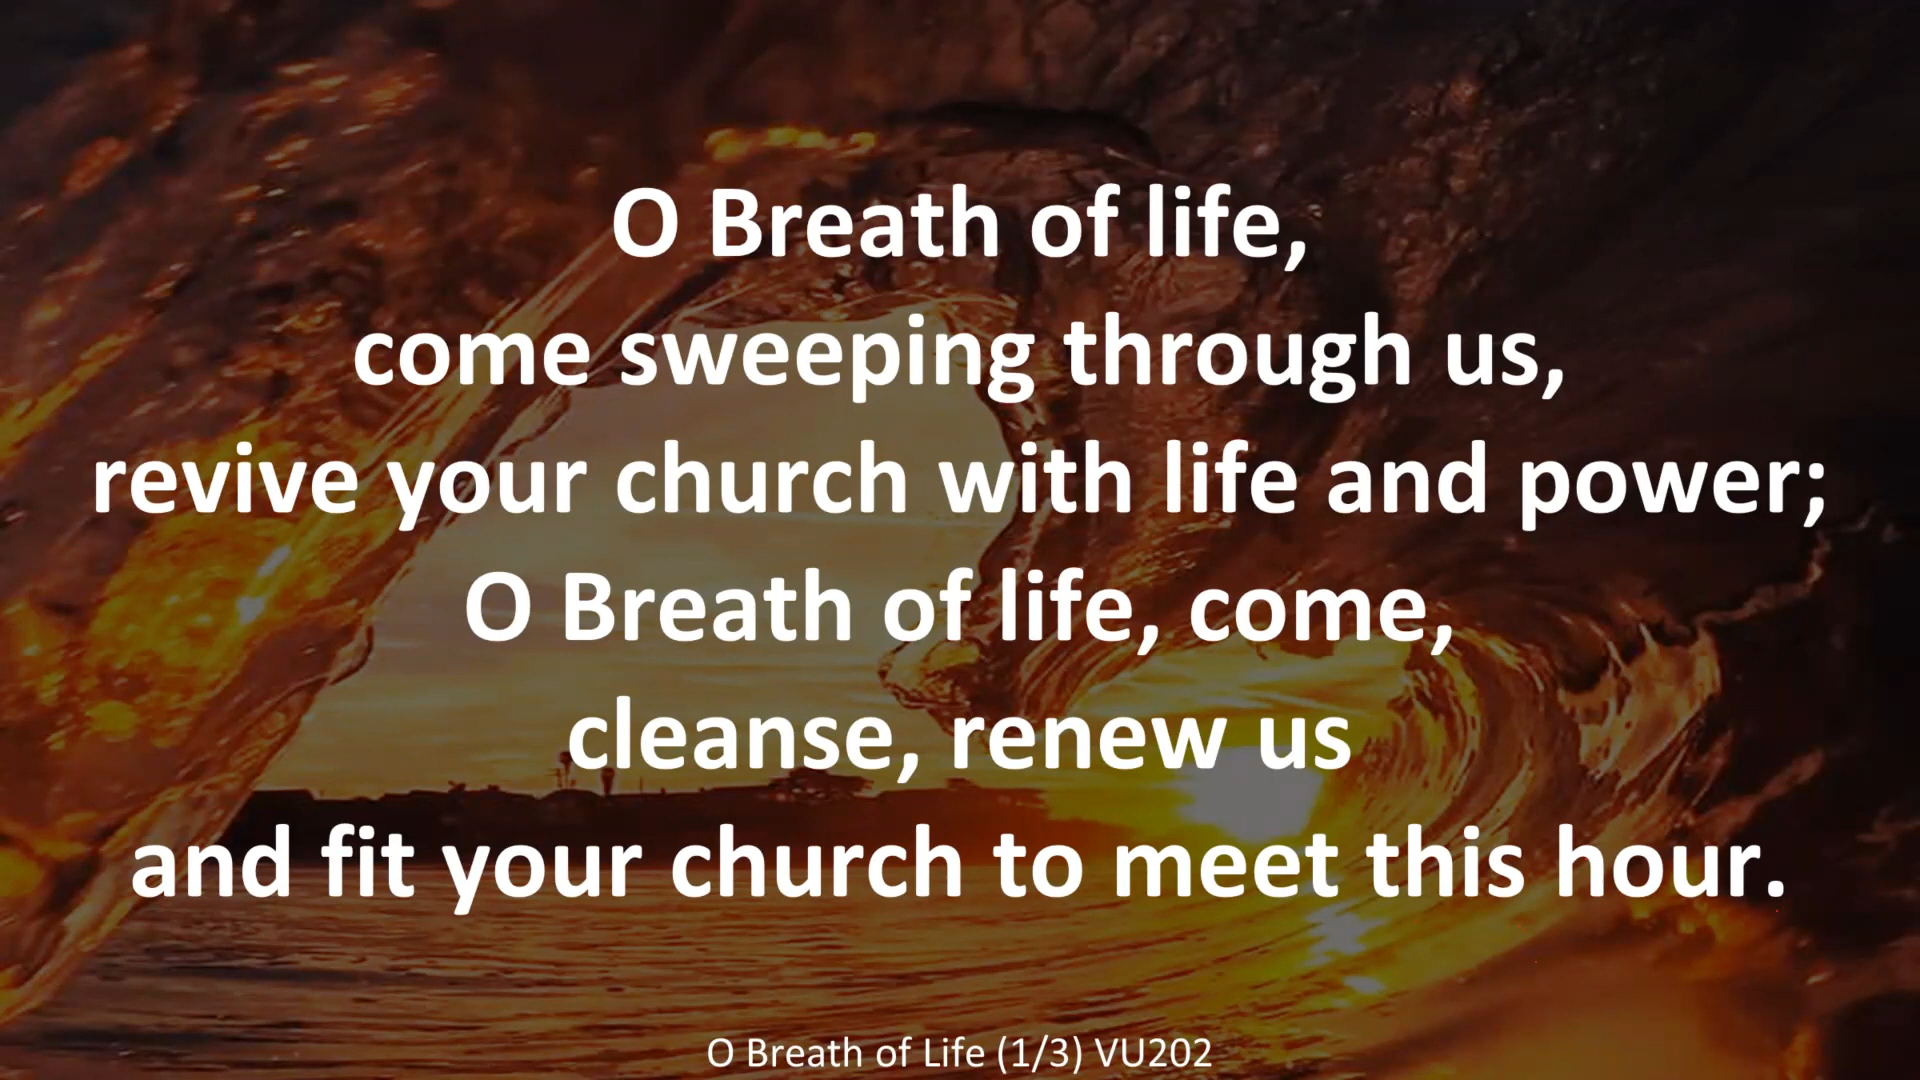 O Breath of life,
come sweeping through us,
revive your church with life and power;
O Breath of life, come,
cleanse, renew us
and fit your church to meet this hour.
O Breath of Life (1/3) VU202